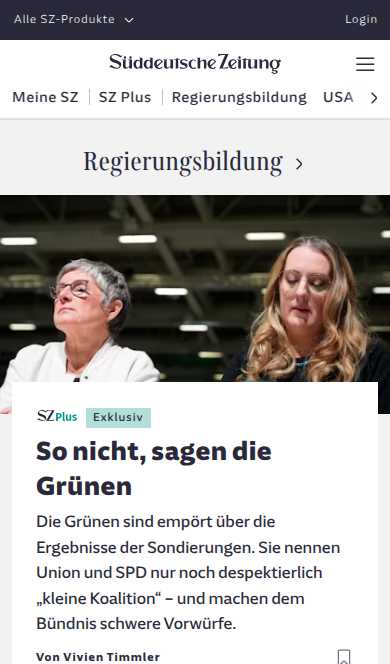 Alle SZ-Produkte
Login
Süddeutsche Zeitung
Meine SZ
SZ Plus
Regierungsbildung
USA
Regierungsbildung
SZ Plus
Exklusiv
So nicht, sagen die
Grünen
Die Grünen sind empört über die
Ergebnisse der Sondierungen. Sie nennen
Union und SPD nur noch despektierlich
„kleine Koalition“ – und machen dem
Bündnis schwere Vorwürfe.
Von Vivien Timmler